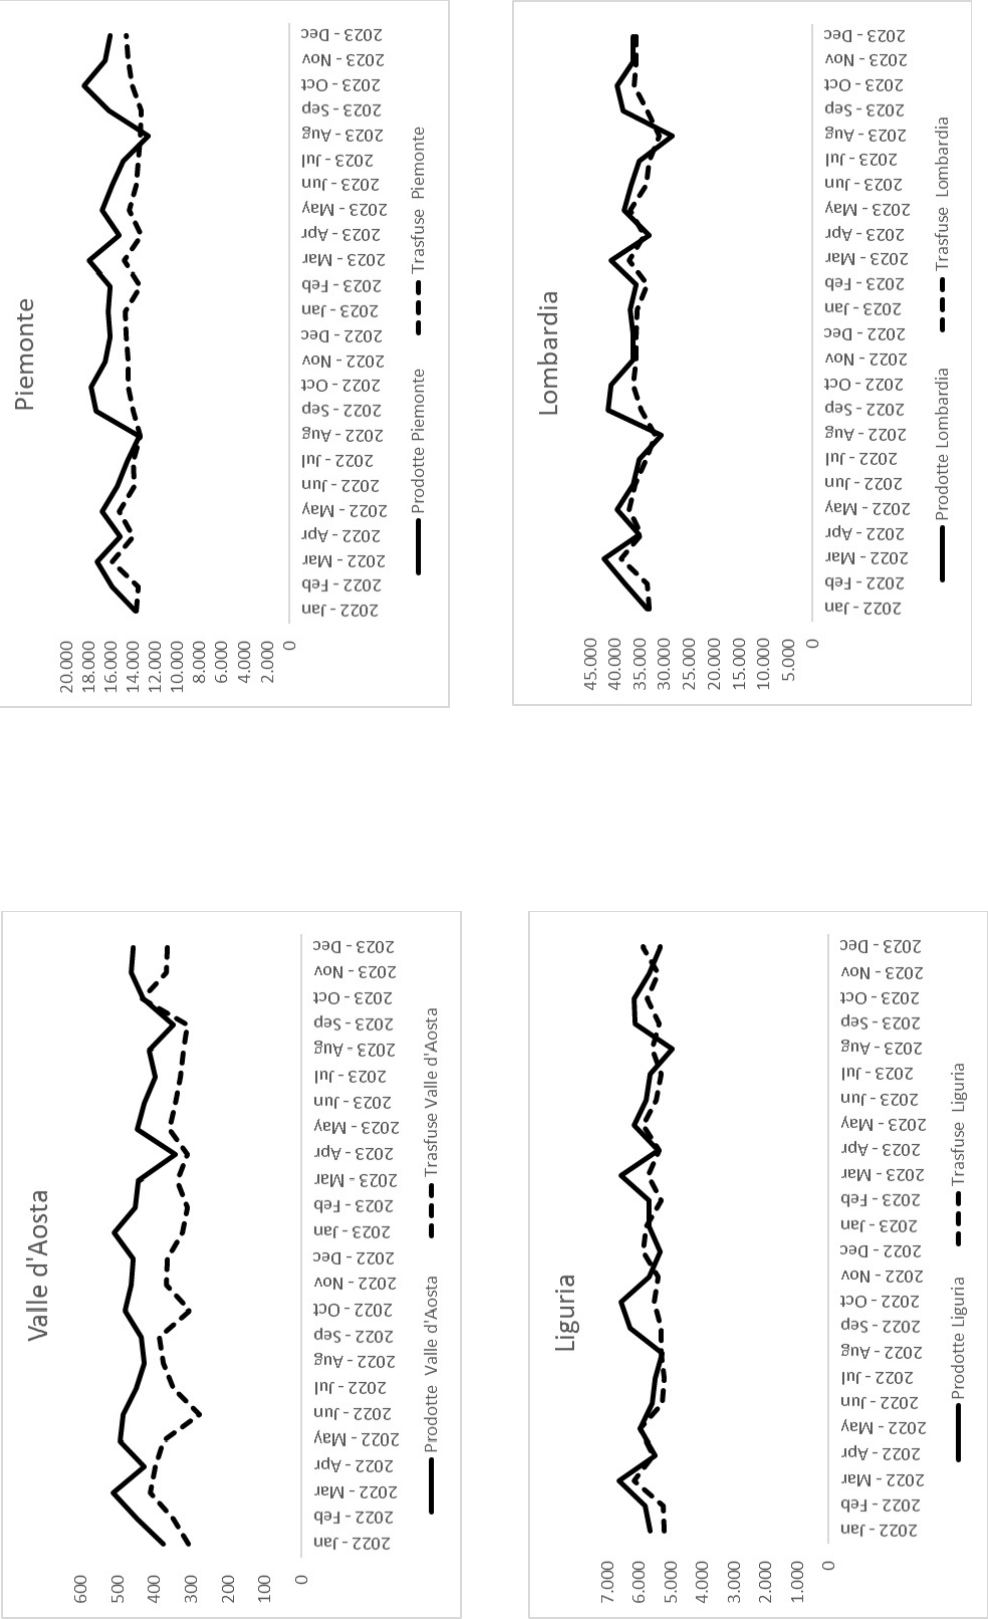 Valle d'Aosta
600
500
400
300
200
100
0
2022 - Jan
2022 - Feb
2022 - Mar
2022 - Apr
2022 - May
2022 - Jun
2022 - Jul
2022 - Aug
2022 - Sep
2022 - Oct
2022 - Nov
2022 - Dec
2023 - Jan
2023 - Feb
2023 - Mar
2023 - Apr
2023 - May
2023 - Jun
2023 - Jul
2023 - Aug
2023 - Sep
2023 - Oct
2023 - Nov
2023 - Dec
Prodotte Valle d'Aosta
Trasfuse Valle d'Aosta
Piemonte
20.000
18.000
16.000
14.000
12.000
10.000
8.000
6.000
4.000
2.000
0
2022 - Jan
2022 - Feb
2022 - Mar
2022 - Apr
2022 - May
2022 - Jun
2022 - Jul
2022 - Aug
2022 - Sep
2022 - Oct
2022 - Nov
2022 - Dec
2023 - Jan
2023 - Feb
2023 - Mar
2023 - Apr
2023 - May
2023 - Jun
2023 - Jul
2023 - Aug
2023 - Sep
2023 - Oct
2023 - Nov
2023 - Dec
Prodotte Piemonte
Trasfuse Piemonte
Liguria
7.000
6.000
5.000
4.000
3.000
2.000
1.000
0
2022 - Jan
2022 - Feb
2022 - Mar
2022 - Apr
2022 - May
2022 - Jun
2022 - Jul
2022 - Aug
2022 - Sep
2022 - Oct
2022 - Nov
2022 - Dec
2023 - Jan
2023 - Feb
2023 - Mar
2023 - Apr
2023 - May
2023 - Jun
2023 - Jul
2023 - Aug
2023 - Sep
2023 - Oct
2023 - Nov
2023 - Dec
Prodotte Liguria
Trasfuse Liguria
Lombardia
45.000
40.000
35.000
30.000
25.000
20.000
15.000
10.000
5.000
0
2022 - Jan
2022 - Feb
2022 - Mar
2022 - Apr
2022 - May
2022 - Jun
2022 - Jul
2022 - Aug
2022 - Sep
2022 - Oct
2022 - Nov
2022 - Dec
2023 - Jan
2023 - Feb
2023 - Mar
2023 - Apr
2023 - May
2023 - Jun
2023 - Jul
2023 - Aug
2023 - Sep
2023 - Oct
2023 - Nov
2023 - Dec
Prodotte Lombardia
Trasfuse Lombardia